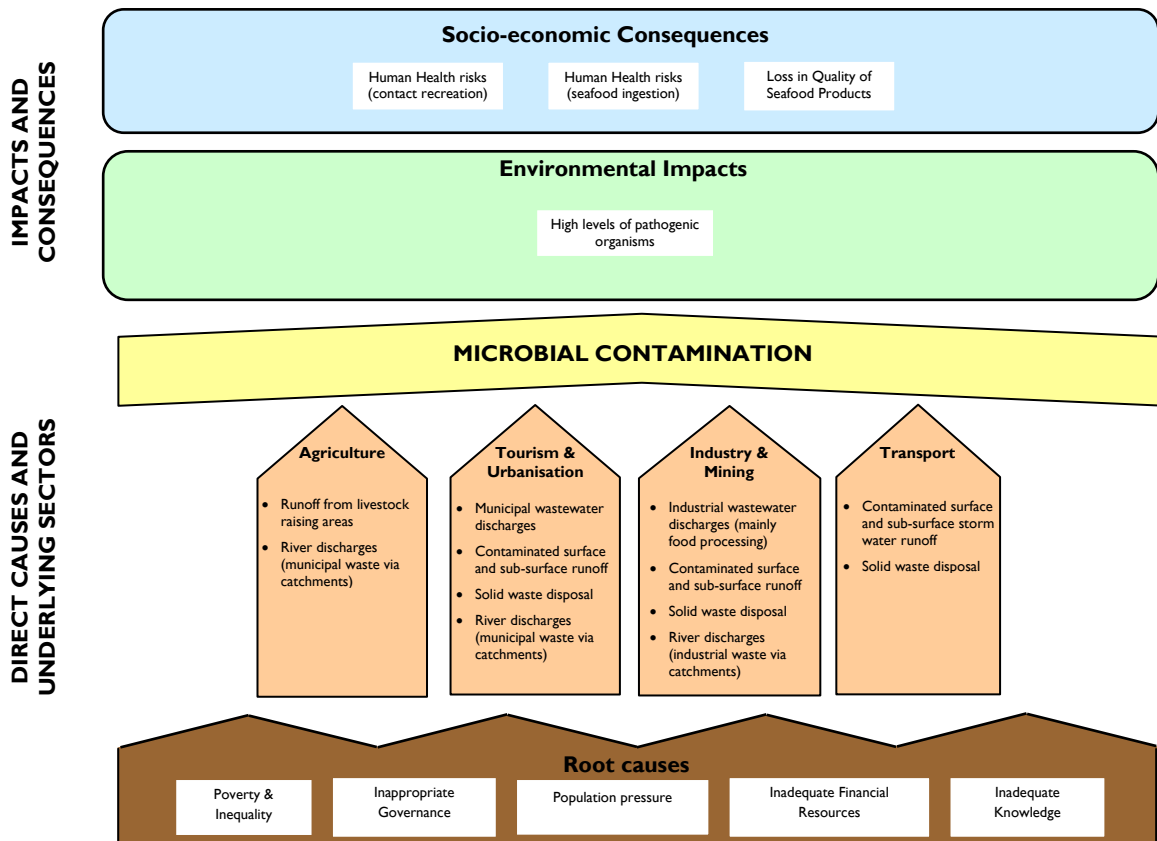 IMPACTS AND
CONSEQUENCES
Socio-economic Consequences
Human Health risks
(contact recreation)
Human Health risks
(seafood ingestion)
Loss in Quality of
Seafood Products
Environmental Impacts
High levels of pathogenic
organisms
MICROBIAL CONTAMINATION
DIRECT CAUSES AND
UNDERLYING SECTORS
Agriculture
• Runoff from livestock
raising areas
• River discharges
(municipal waste via
catchments)
Tourism &
Urbanisation
• Municipal wastewater
discharges
• Contaminated surface
and sub-surface runoff
• Solid waste disposal
• River discharges
(municipal waste via
catchments)
Industry &
Mining
• Industrial wastewater
discharges (mainly
food processing)
• Contaminated surface
and sub-surface runoff
• Solid waste disposal
• River discharges
(industrial waste via
catchments)
Transport
• Contaminated surface
and sub-surface storm
water runoff
• Solid waste disposal
Root causes
Poverty &
Inequality
Inappropriate
Governance
Population pressure
Inadequate Financial
Resources
Inadequate
Knowledge